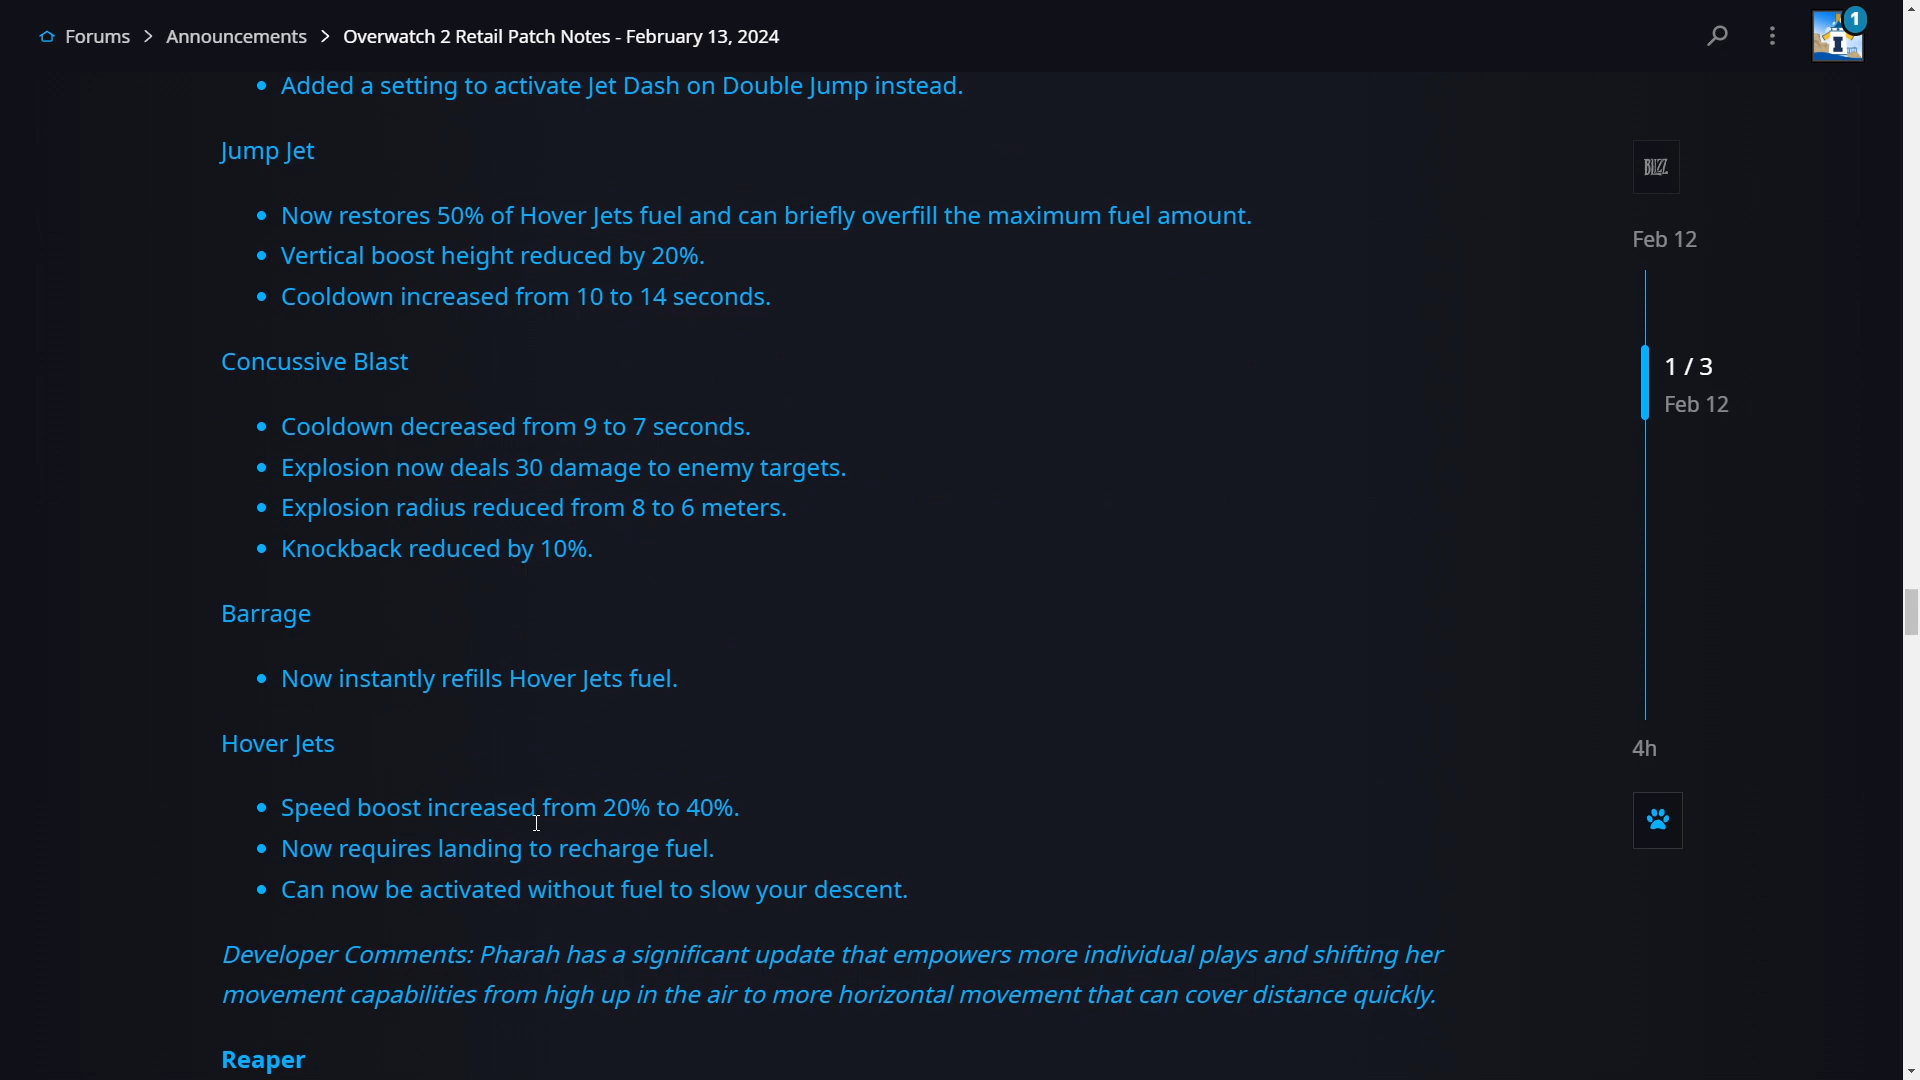 Forums > Announcements > Overwatch 2 Retail Patch Notes - February 13, 2024
1
Added a setting to activate Jet Dash on Double Jump instead.
Jump Jet
Now restores 50% of Hover Jets fuel and can briefly overfill the maximum fuel amount.
Vertical boost height reduced by 20%.
Cooldown increased from 10 to 14 seconds.
Concussive Blast
Cooldown decreased from 9 to 7 seconds.
Explosion now deals 30 damage to enemy targets.
Explosion radius reduced from 8 to 6 meters.
Knockback reduced by 10%.
Barrage
Now instantly refills Hover Jets fuel.
Hover Jets
Speed boost increased from 20% to 40%.
Now requires landing to recharge fuel.
Can now be activated without fuel to slow your descent.
Developer Comments: Pharah has a significant update that empowers more individual plays and shifting her
movement capabilities from high up in the air to more horizontal movement that can cover distance quickly.
Reaper
BLIZZ
Feb 12
1 / 3
Feb 12
4h